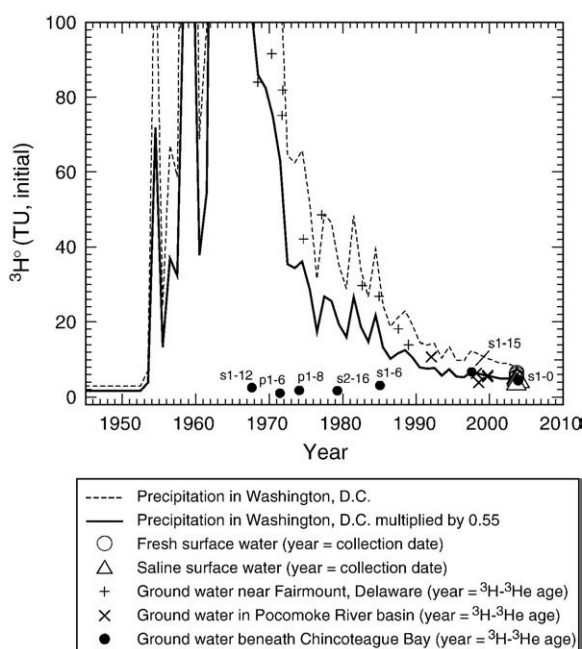 100
80
60
40
20
0
³Hº (TU, initial)
s1-12
p1-6
p1-8
s2-16
s1-6
s1-15
s1-0
1950 1960 1970 1980 1990 2000 2010
Year
Precipitation in Washington, D.C.
Precipitation in Washington, D.C. multiplied by 0.55
Fresh surface water (year = collection date)
Saline surface water (year = collection date)
Ground water near Fairmount, Delaware (year = ³H-³He age)
Ground water in Pocomoke River basin (year = ³H-³He age)
Ground water beneath Chincoteague Bay (year = ³H-³He age)